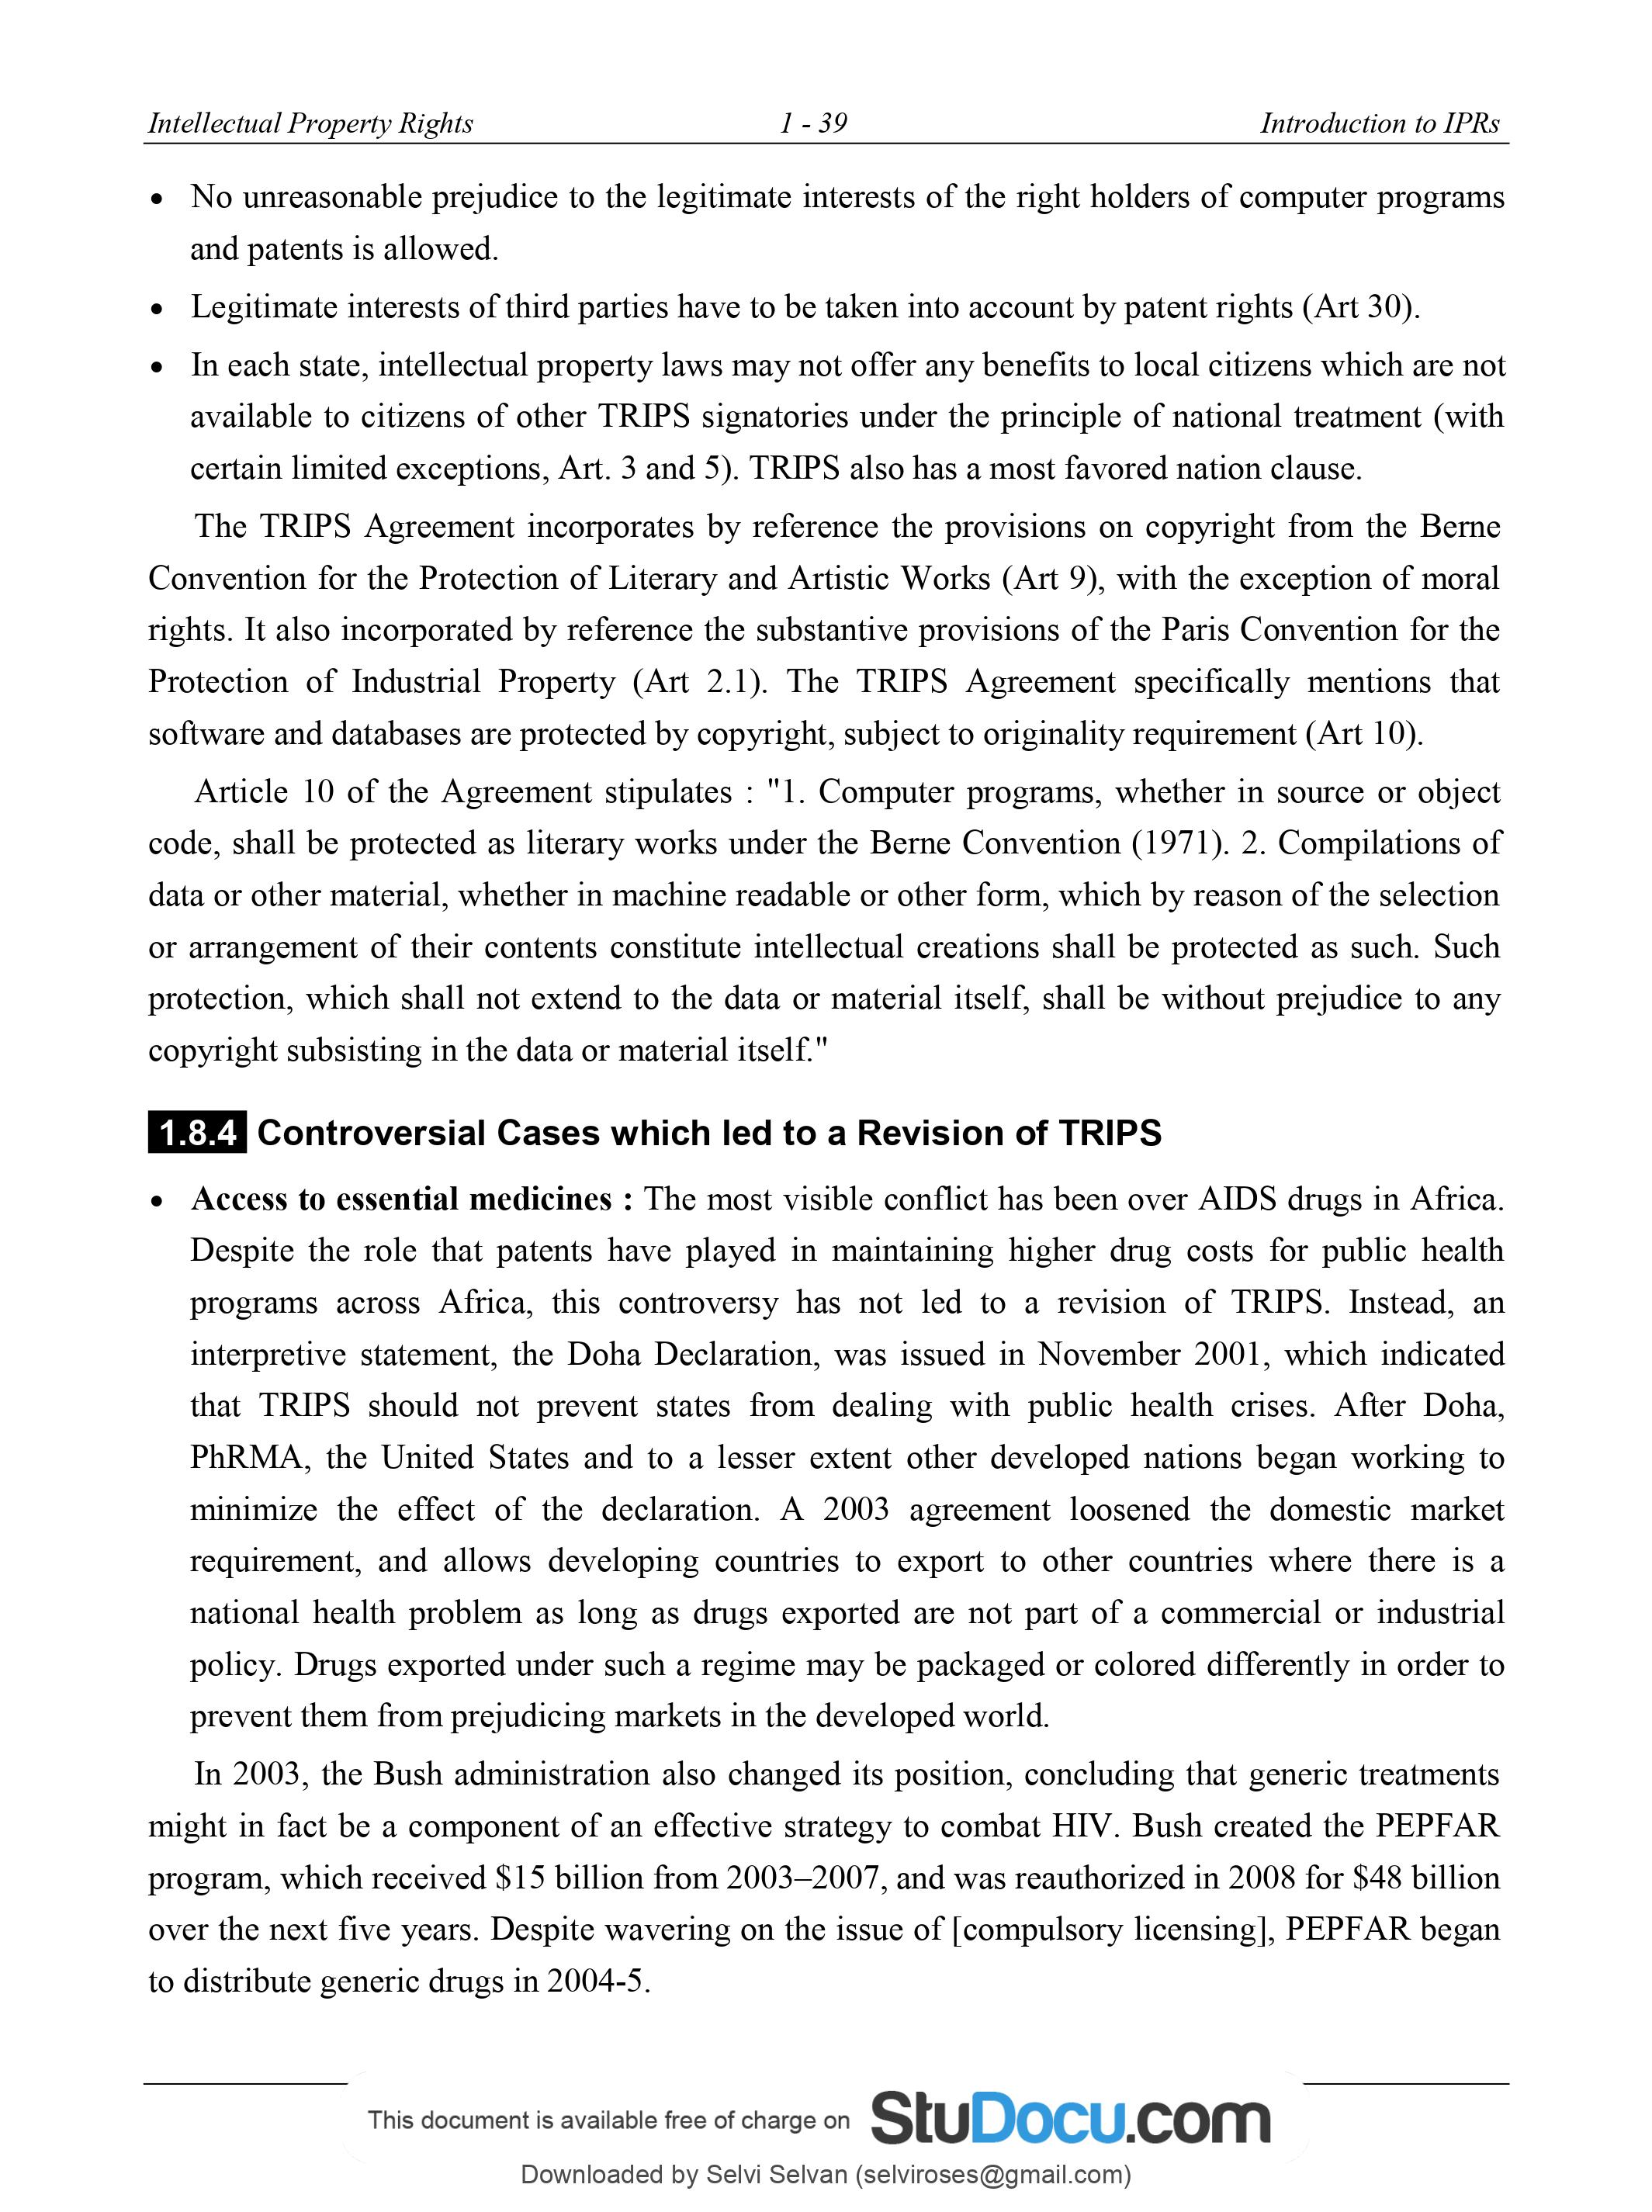 Intellectual Property Rights 1 - 39 Introduction to IPRs
• No unreasonable prejudice to the legitimate interests of the right holders of computer programs
and patents is allowed.
• Legitimate interests of third parties have to be taken into account by patent rights (Art 30).
• In each state, intellectual property laws may not offer any benefits to local citizens which are not
available to citizens of other TRIPS signatories under the principle of national treatment (with
certain limited exceptions, Art. 3 and 5). TRIPS also has a most favored nation clause.
The TRIPS Agreement incorporates by reference the provisions on copyright from the Berne
Convention for the Protection of Literary and Artistic Works (Art 9), with the exception of moral
rights. It also incorporated by reference the substantive provisions of the Paris Convention for the
Protection of Industrial Property (Art 2.1). The TRIPS Agreement specifically mentions that
software and databases are protected by copyright, subject to originality requirement (Art 10).
Article 10 of the Agreement stipulates : "1. Computer programs, whether in source or object
code, shall be protected as literary works under the Berne Convention (1971). 2. Compilations of
data or other material, whether in machine readable or other form, which by reason of the selection
or arrangement of their contents constitute intellectual creations shall be protected as such. Such
protection, which shall not extend to the data or material itself, shall be without prejudice to any
copyright subsisting in the data or material itself."
1.8.4 Controversial Cases which led to a Revision of TRIPS
• Access to essential medicines : The most visible conflict has been over AIDS drugs in Africa.
Despite the role that patents have played in maintaining higher drug costs for public health
programs across Africa, this controversy has not led to a revision of TRIPS. Instead, an
interpretive statement, the Doha Declaration, was issued in November 2001, which indicated
that TRIPS should not prevent states from dealing with public health crises. After Doha,
PhRMA, the United States and to a lesser extent other developed nations began working to
minimize the effect of the declaration. A 2003 agreement loosened the domestic market
requirement, and allows developing countries to export to other countries where there is a
national health problem as long as drugs exported are not part of a commercial or industrial
policy. Drugs exported under such a regime may be packaged or colored differently in order to
prevent them from prejudicing markets in the developed world.
In 2003, the Bush administration also changed its position, concluding that generic treatments
might in fact be a component of an effective strategy to combat HIV. Bush created the PEPFAR
program, which received $15 billion from 2003–2007, and was reauthorized in 2008 for $48 billion
over the next five years. Despite wavering on the issue of [compulsory licensing], PEPFAR began
to distribute generic drugs in 2004-5.
This document is available free of charge on StuDocu.com
Downloaded by Selvi Selvan (selviroses@gmail.com)